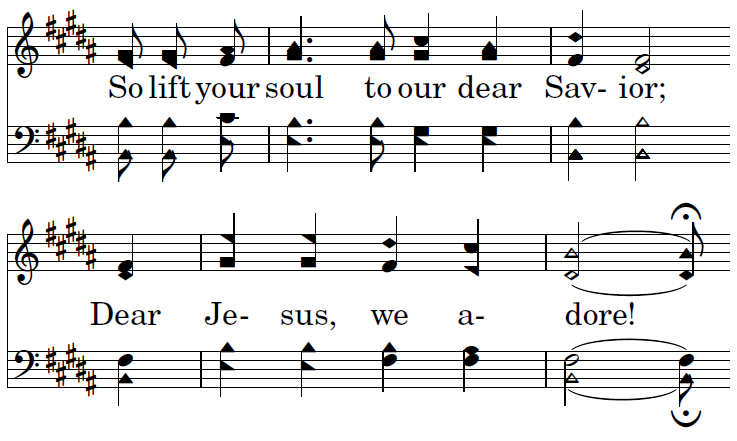 So lift your soul to our dear Sav- ior;
Dear Je- sus, we a- dore!